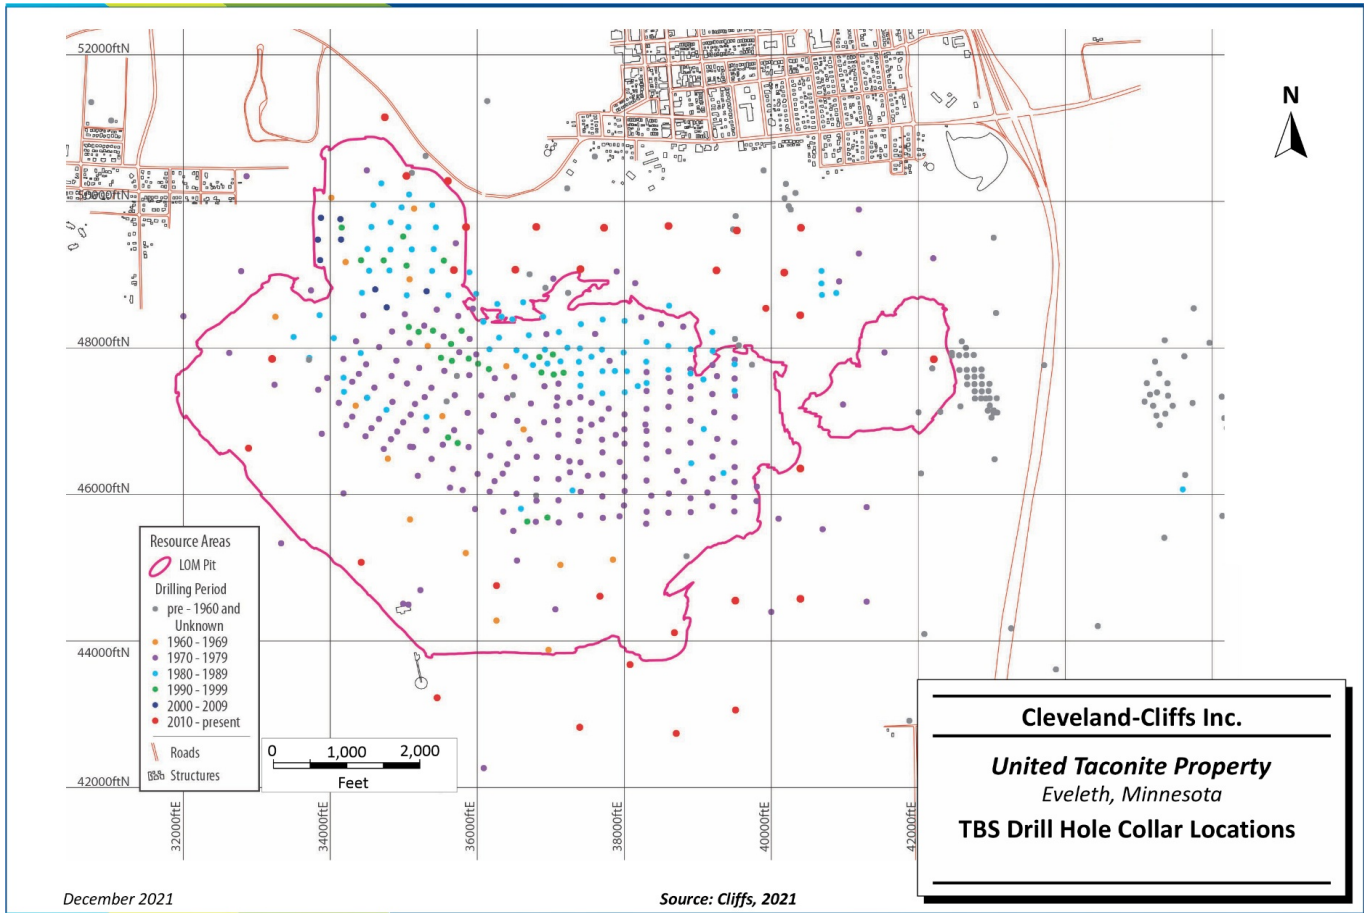 52000ftN
N
50000ftN
48000ftN
46000ftN
44000ftN
42000ftN
Resource Areas
LOM Pit
Drilling Period
pre - 1960 and
Unknown
1960 - 1969
1970 - 1979
1980 - 1989
1990 - 1999
2000 - 2009
2010 - present
Roads
Structures
0 1,000 2,000
Feet
32000ftE
34000ftE
36000ftE
38000ftE
40000ftE
Cleveland-Cliffs Inc.
United Taconite Property
Eveleth, Minnesota
TBS Drill Hole Collar Locations
December 2021
Source: Cliffs, 2021